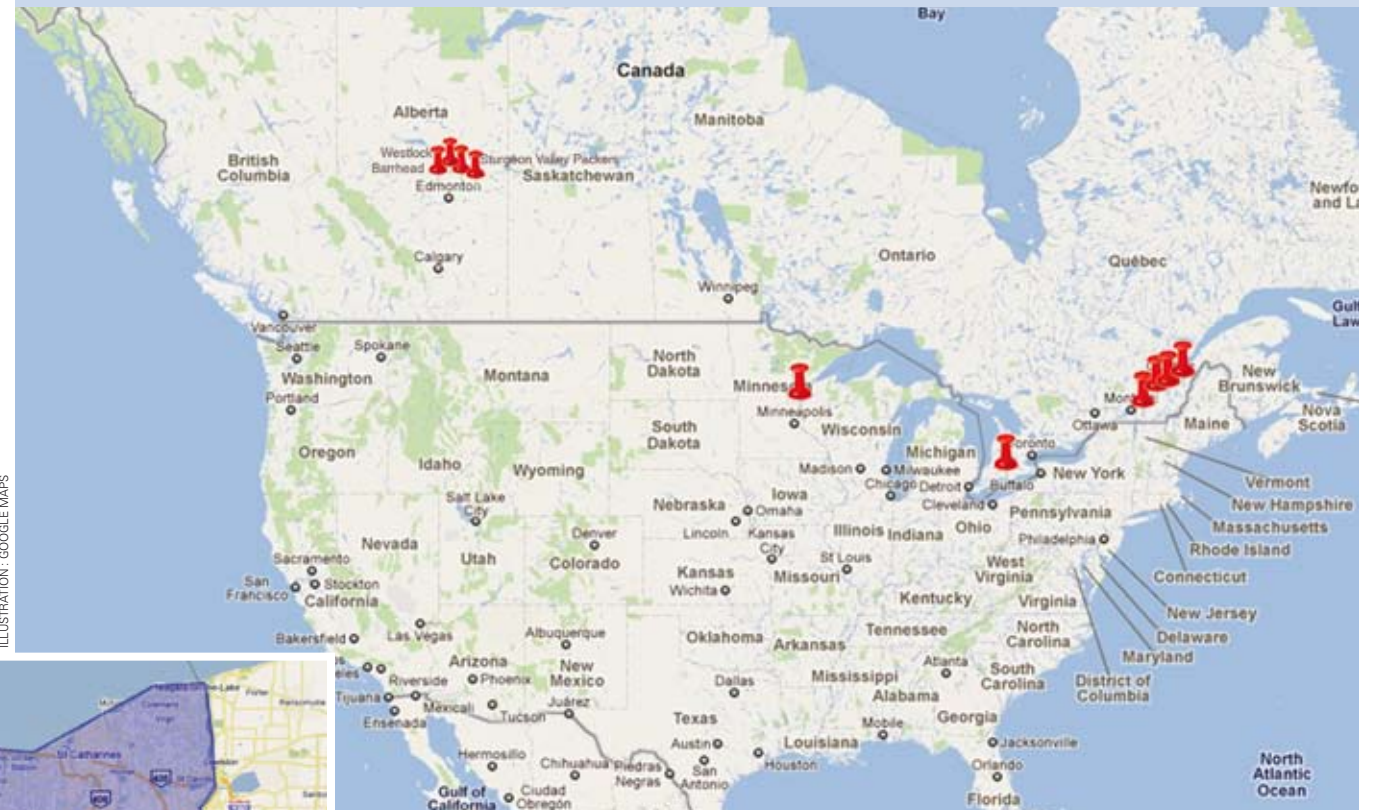 Bay
Canada
Alberta
Manitoba
Westlock
Sturgeon Valley Packers
Barrhead
British
Columbia
Saskatchewan
Edmonton
Newfo
and La
Ontario
Québec
Calgary
Winnipeg
Gulf
Law
Vancouver
Seattle
Spokane
North
Dakota
Washington
Montana
Minnes
New
Brunswick
Portland
Minneapolis
Mont
Nova
Scotia
Ottawa
Maine
South
Dakota
Wisconsin
Oregon
Idaho
Wyoming
Michigan
oronto
Madison
Milwaukee
New York
Chicago
Detroit
Buffalo
Vermont
Salt Lake
City
Nebraska
Iowa
Omaha
Cleveland
Pennsylvania
New Hampshire
Massachusetts
Lincoln
Kansas
City
Illinois
Indiana
Ohio
Philadelphia
Rhode Island
Nevada
Utah
Denver
Colorado
Sacramento
St Louis
West
Virginia
Connecticut
San
Francisco
Stockton
California
Kansas
Missouri
Wichita
Kentucky
Virginia
New Jersey
Bakersfield
Las Vegas
Albuquerque
Oklahoma
Arkansas
Tennessee
North
Carolina
Delaware
Maryland
eles
Riverside
Arizona
Phoenix
New
Mexico
Dallas
Mississippi
Atlanta
South
Carolina
District of
Columbia
Tijuana
Mexicali
Ensenada
Tucson
Juárez
Texas
Alabama
Georgia
Mobile
Austin
Louisiana
Jacksonville
Hermosillo
Chihuahua
Piedras
Negras
San
Antonio
Houston
Orlando
North
Atlantic
Ocean
Gulf of
California
Ciudad
Obregón
Florida
ILLUSTRATION : GOOGLE MAPS
St Catharines
405
406